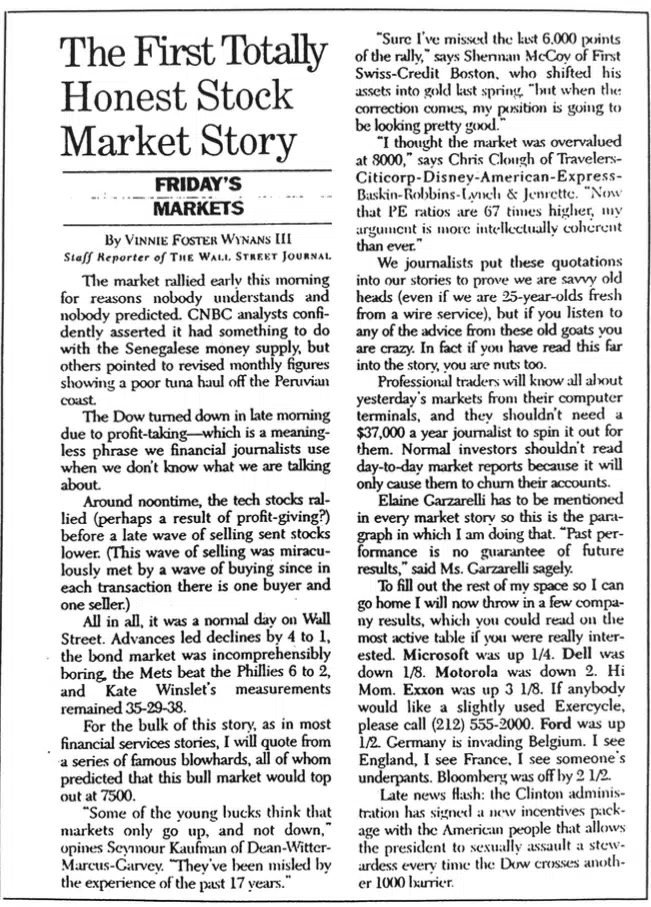 The First Totally
Honest Stock
Market Story
FRIDAY'S
MARKETS
By VINNIE FOSTER WYNANS III
Staff Reporter of THE WALL STREET JOURNAL
The market rallied early this morning
for reasons nobody understands and
nobody predicted. CNBC analysts confi-
dently asserted it had something to do
with the Senegalese money supply, but
others pointed to revised monthly figures
showing a poor tuna haul off the Peruvian
coast.
The Dow turned down in late morning
due to profit-taking—which is a meaning-
less phrase we financial journalists use
when we don't know what we are talking
about.
Around noontime, the tech stocks ral-
lied (perhaps a result of profit-giving?)
before a late wave of selling sent stocks
lower. (This wave of selling was miracu-
lously met by a wave of buying since in
each transaction there is one buyer and
one seller.)
All in all, it was a normal day on Wall
Street. Advances led declines by 4 to 1,
the bond market was incomprehensibly
boring, the Mets beat the Phillies 6 to 2,
and Kate Winslet's measurements
remained 35-29-38.
For the bulk of this story, as in most
financial services stories, I will quote from
a series of famous blowhards, all of whom
predicted that this bull market would top
out at 7500.
"Some of the young bucks think that
markets only go up, and not down,"
opines Seymour Kaufman of Dean-Witter-
Marcus-Garvey. "They've been misled by
the experience of the past 17 years."
"Sure I've missed the last 6,000 points
of the rally," says Sherman McCoy of First
Swiss-Credit Boston, who shifted his
assets into gold last spring, "but when the
correction comes, my position is going to
be looking pretty good."
"I thought the market was overvalued
at 8000," says Chris Clough of Travelers-
Citicorp-Disney-American-Express-
Baskin-Robbins-Lynch & Jenrette. "Now
that PE ratios are 67 times higher, my
argument is more intellectually coherent
than ever."
We journalists put these quotations
into our stories to prove we are savvy old
heads (even if we are 25-year-olds fresh
from a wire service), but if you listen to
any of the advice from these old goats you
are crazy. In fact if you have read this far
into the story, you are nuts too.
Professional traders will know all about
yesterday's markets from their computer
terminals, and they shouldn't need a
$37,000 a year journalist to spin it out for
them. Normal investors shouldn't read
day-to-day market reports because it will
only cause them to churn their accounts.
Elaine Garzarelli has to be mentioned
in every market story so this is the para-
graph in which I am doing that. "Past per-
formance is no guarantee of future
results," said Ms. Garzarelli sagely.
To fill out the rest of my space so I can
go home I will now throw in a few compa-
ny results, which you could read on the
most active table if you were really inter-
ested. Microsoft was up 1/4. Dell was
down 1/8. Motorola was down 2. Hi
Mom. Exxon was up 3 1/8. If anybody
would like a slightly used Exercycle,
please call (212) 555-2000. Ford was up
1/2. Germany is invading Belgium. I see
England, I see France, I see someone's
underpants. Bloomberg was off by 2 1/2.
Late news flash: the Clinton adminis-
tration has signed a new incentives pack-
age with the American people that allows
the president to sexually assault a stew-
ardess every time the Dow crosses anoth-
er 1000 barrier.